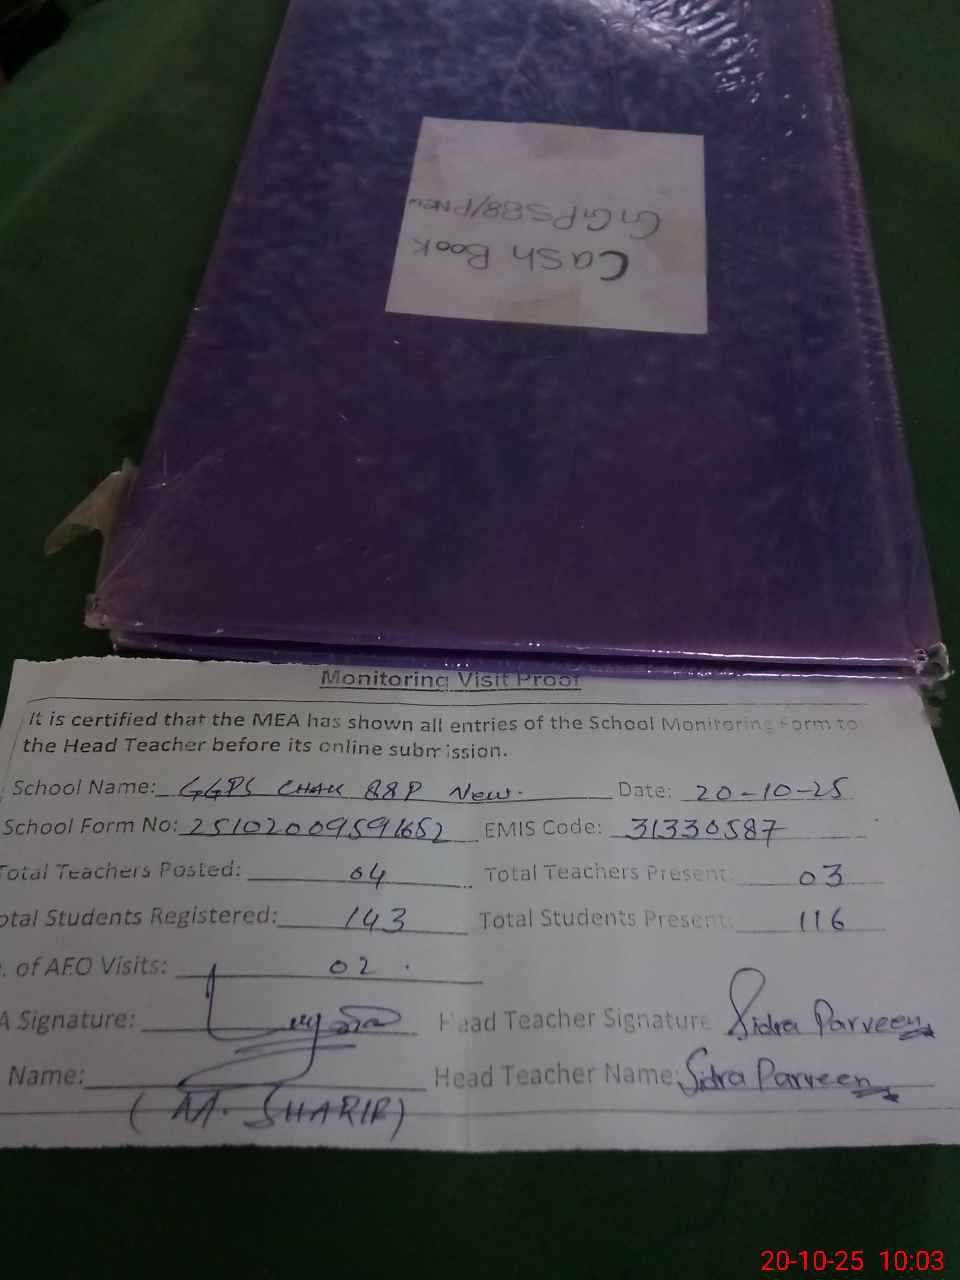 Cash Book
GGPS 88/P New
Monitoring Visit Proof
It is certified that the MEA has shown all entries of the School Monitoring Form to
the Head Teacher before its online submission.
School Name: GGPS CHAK 88P New. Date: 20-10-25
School Form No: 25102009591652 EMIS Code: 31330587
Total Teachers Posted: 04 Total Teachers Present: 03
otal Students Registered: 143 Total Students Present: 116
. of AEO Visits: 02 .
A Signature: Head Teacher Signature Sidra Parveen
Name: Head Teacher Name: Sidra Parveen
(M. )
20-10-25 10:03